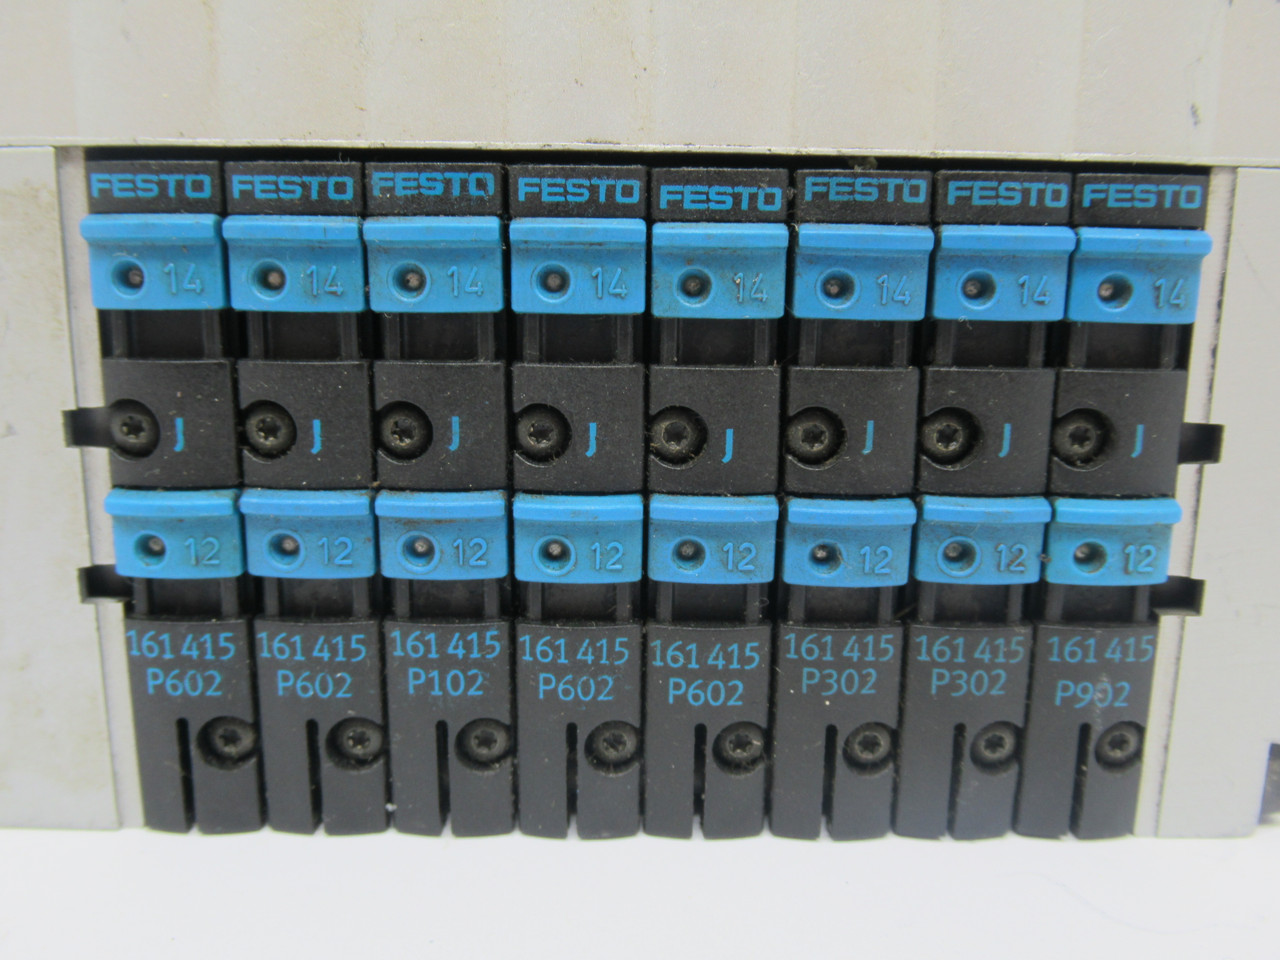 FESTO FESTO FESTO FESTO FESTO FESTO FESTO FESTO
14 14 14 14 14 14 14 14
J J J J J J J J
12 12 12 12 12 12 12 12
161 415 161 415 161 415 161 415 161 415 161 415 161 415 161 415
P602 P602 P102 P602 P602 P302 P302 P902